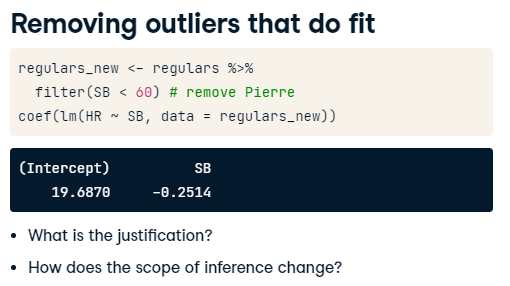 Removing outliers that do fit
regulars_new <- regulars %>%
filter(SB < 60) # remove Pierre
coef(lm(HR ~ SB, data = regulars_new))
(Intercept) SB
19.6870 -0.2514
• What is the justification?
• How does the scope of inference change?